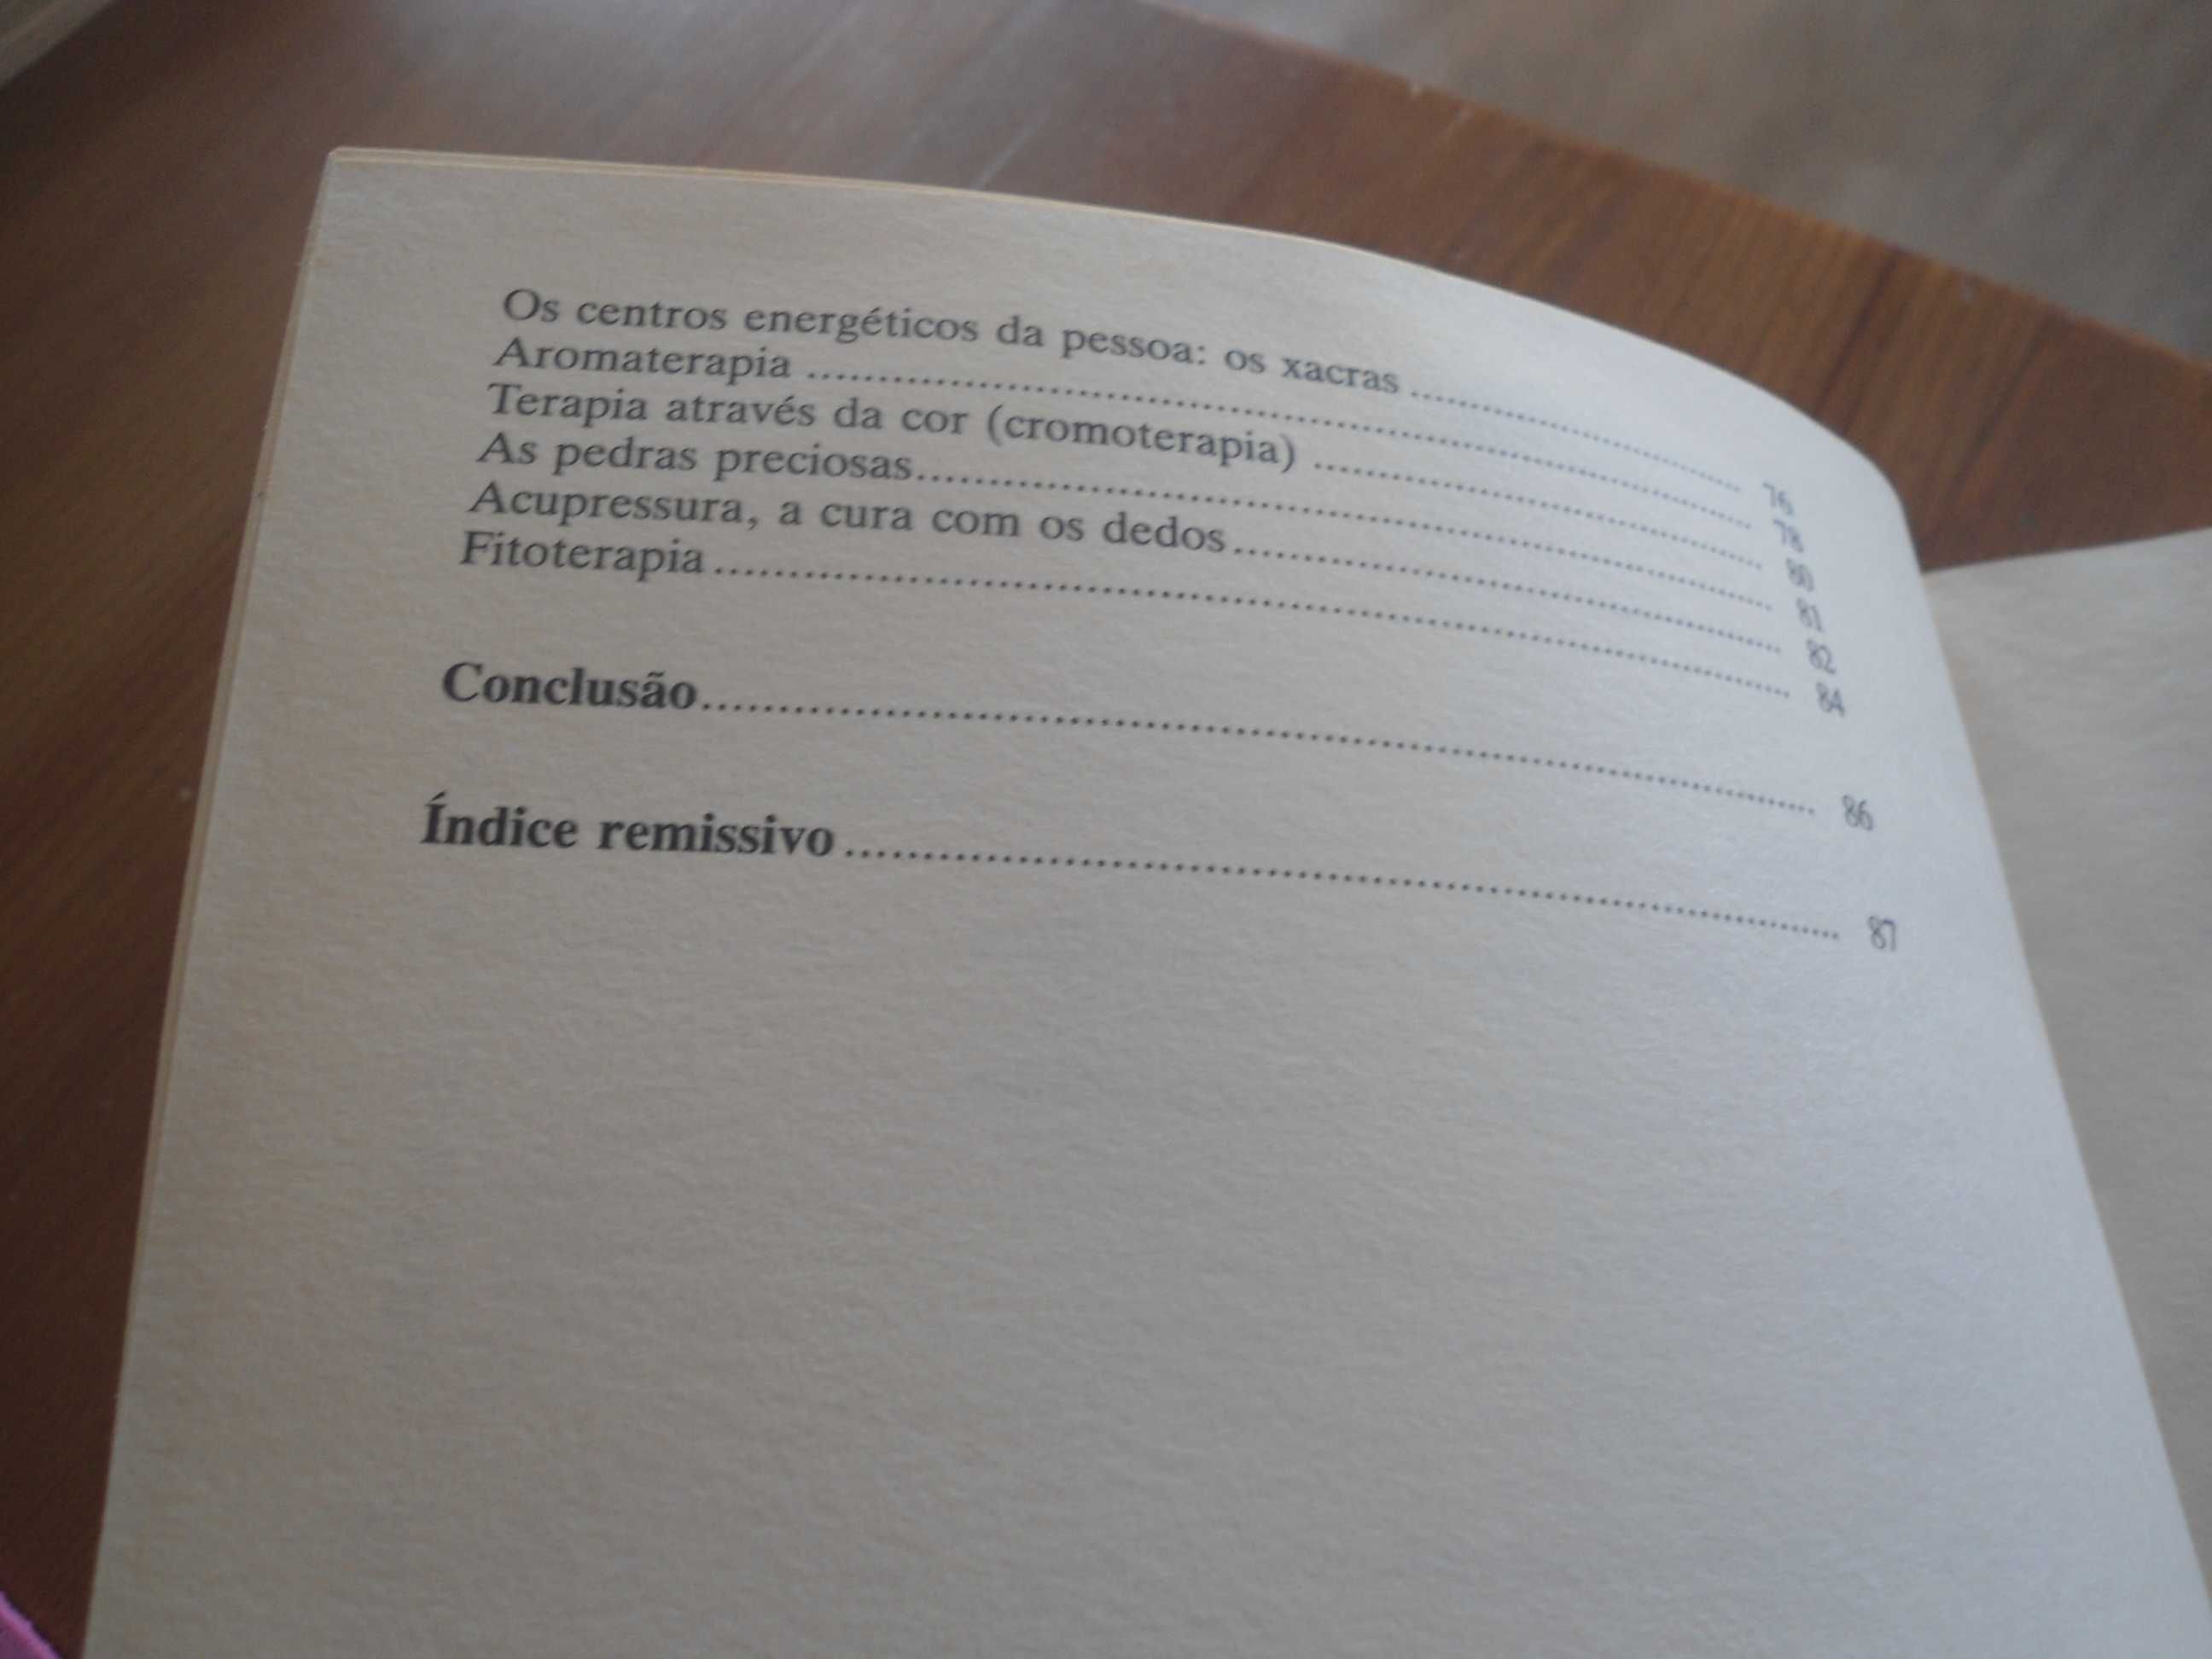 Os centros energéticos da pessoa: os xacras ........ 76
Aromaterapia ........ 78
Terapia através da cor (cromoterapia) ........ 80
As pedras preciosas ........ 81
Acupressura, a cura com os dedos ........ 82
Fitoterapia ........ 84
Conclusão ........ 86
Índice remissivo ........ 87